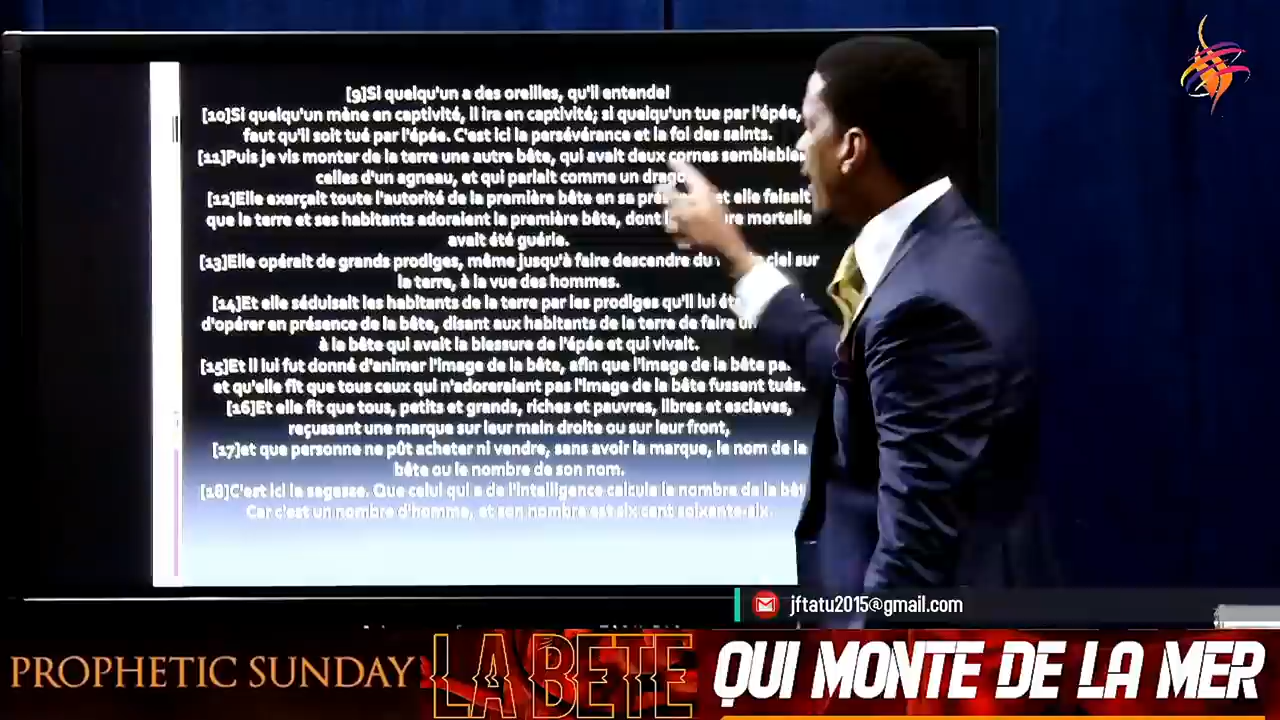 [9]Si quelqu'un a des oreilles, qu'il entende!
[10]Si quelqu'un mène en captivité, il ira en captivité; si quelqu'un tue par l'épée,
faut qu'il soit tué par l'épée. C'est ici la persévérance et la foi des saints.
[11]Puis je vis monter de la terre une autre bête, qui avait deux cornes semblables
celles d'un agneau, et qui parlait comme un
[12]Elle exerçait toute l'autorité de la première bête en sa et elle faisait
que la terre et ses habitants adoraient la première bête, dont mortelle
avait été guérie.
[13]Elle opérait de grands prodiges, même jusqu'à faire descendre du ciel sur
la terre, à la vue des hommes.
[14]Et elle séduisait les habitants de la terre par les prodiges qu'il lui
d'opérer en présence de la bête, disant aux habitants de la terre de faire
à la bête qui avait la blessure de l'épée et qui vivait.
[15]Et il lui fut donné d'animer l'image de la bête, afin que l'image de la bête
et qu'elle fît que tous ceux qui n'adoreraient pas l'image de la bête fussent tués.
[16]Et elle fit que tous, petits et grands, riches et pauvres, libres et esclaves,
reçussent une marque sur leur main droite ou sur leur front,
[17]et que personne ne pût acheter ni vendre, sans avoir la marque, le nom de la
bête ou le nombre de son nom.
[18]C'est ici la sagesse. Que celui qui a de l'intelligence calcule le nombre de la
Car c'est un nombre d'homme, et son nombre est six cent soixante-six.
jftatu2015@gmail.com
PROPHETIC SUNDAY LA BETE QUI MONTE DE LA MER